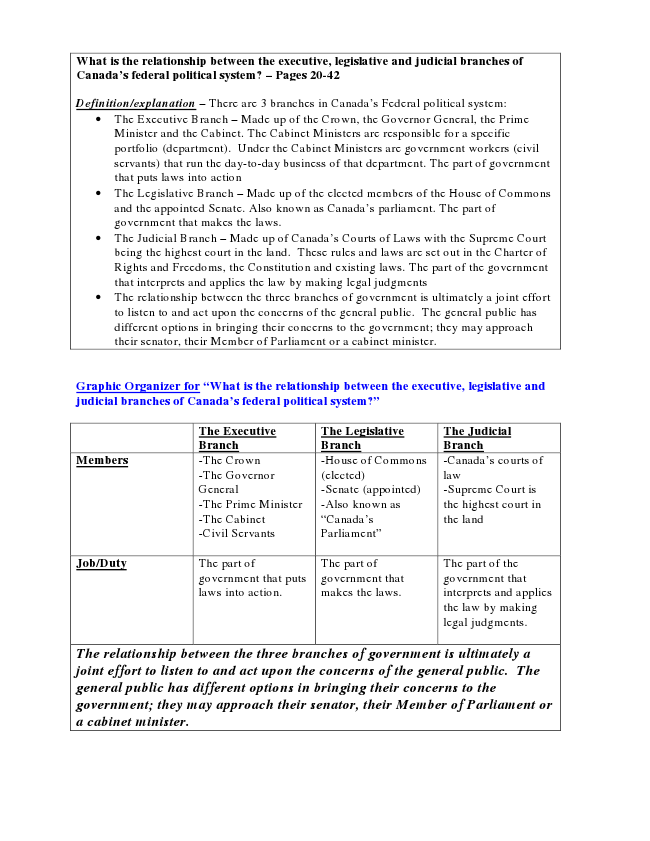 What is the relationship between the executive, legislative and judicial branches of
Canada's federal political system? – Pages 20-42
Definition/explanation – There are 3 branches in Canada's Federal political system:
• The Executive Branch – Made up of the Crown, the Governor General, the Prime
Minister and the Cabinet. The Cabinet Ministers are responsible for a specific
portfolio (department).  Under the Cabinet Ministers are government workers (civil
servants) that run the day-to-day business of that department. The part of government
that puts laws into action
• The Legislative Branch – Made up of the elected members of the House of Commons
and the appointed Senate. Also known as Canada's parliament. The part of
government that makes the laws.
• The Judicial Branch – Made up of Canada's Courts of Laws with the Supreme Court
being the highest court in the land.  These rules and laws are set out in the Charter of
Rights and Freedoms, the Constitution and existing laws. The part of the government
that interprets and applies the law by making legal judgments
• The relationship between the three branches of government is ultimately a joint effort
to listen to and act upon the concerns of the general public.  The general public has
different options in bringing their concerns to the government; they may approach
their senator, their Member of Parliament or a cabinet minister.
Graphic Organizer for “What is the relationship between the executive, legislative and
judicial branches of Canada's federal political system?”
The Executive
Branch
The Legislative
Branch
The Judicial
Branch
Members
-The Crown
-The Governor
General
-The Prime Minister
-The Cabinet
-Civil Servants
-House of Commons
(elected)
-Senate (appointed)
-Also known as
“Canada's
Parliament”
-Canada's courts of
law
-Supreme Court is
the highest court in
the land
Job/Duty
The part of
government that puts
laws into action.
The part of
government that
makes the laws.
The part of the
government that
interprets and applies
the law by making
legal judgments.
The relationship between the three branches of government is ultimately a
joint effort to listen to and act upon the concerns of the general public.  The
general public has different options in bringing their concerns to the
government; they may approach their senator, their Member of Parliament or
a cabinet minister.